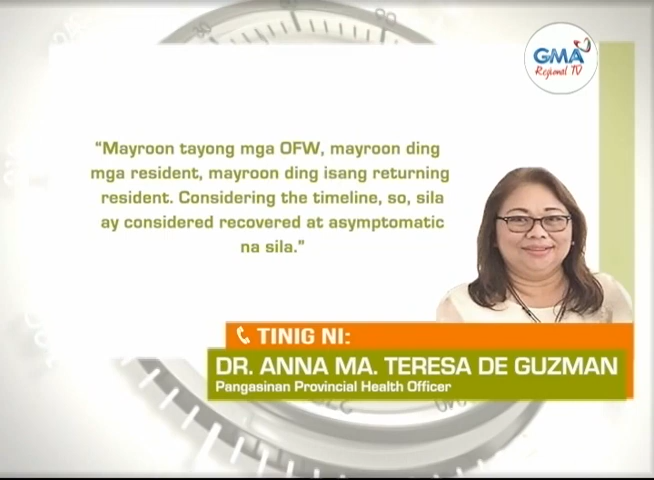 GMA
Regional TV
“Mayroon tayong mga OFW, mayroon ding
mga resident, mayroon ding isang returning
resident. Considering the timeline, so, sila
ay considered recovered at asymptomatic
na sila.”
TINIG NI:
DR. ANNA MA. TERESA DE GUZMAN
Pangasinan Provincial Health Officer